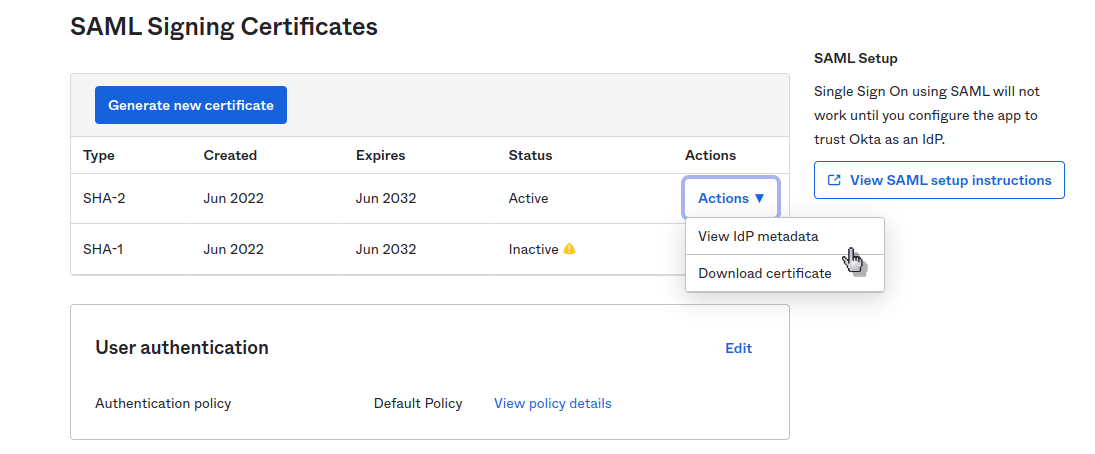 SAML Signing Certificates
Generate new certificate
Type Created Expires Status Actions
SHA-2 Jun 2022 Jun 2032 Active Actions ▼
SHA-1 Jun 2022 Jun 2032 Inactive
View IdP metadata
Download certificate
User authentication Edit
Authentication policy Default Policy View policy details
SAML Setup
Single Sign On using SAML will not
work until you configure the app to
trust Okta as an IdP.
View SAML setup instructions